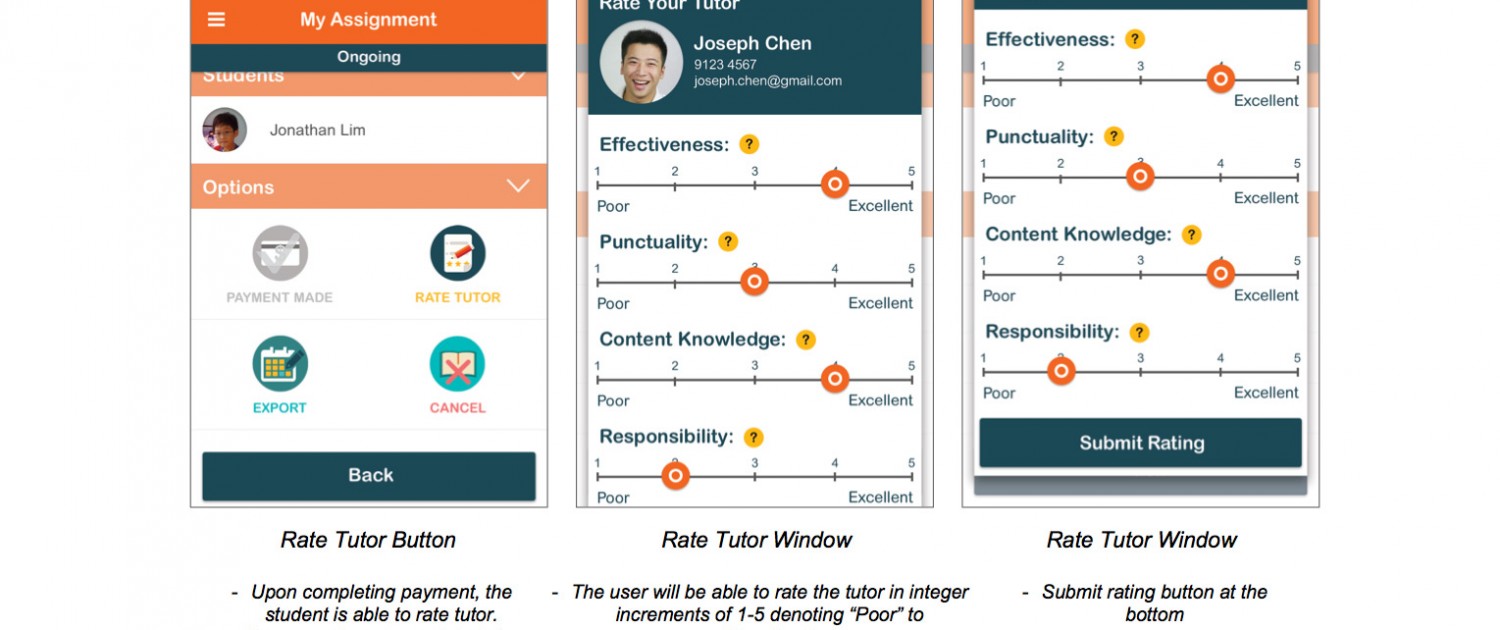 My Assignment
Ongoing
Students
Jonathan Lim
Options
PAYMENT MADE
RATE TUTOR
EXPORT
CANCEL
Back
Rate Your Tutor
Joseph Chen
9123 4567
joseph.chen@gmail.com
Effectiveness: ?
1 2 3 4 5
Poor Excellent
Punctuality: ?
1 2 3 4 5
Poor Excellent
Content Knowledge: ?
1 2 3 4 5
Poor Excellent
Responsibility: ?
1 2 3 4 5
Poor Excellent
Effectiveness: ?
1 2 3 4 5
Poor Excellent
Punctuality: ?
1 2 3 4 5
Poor Excellent
Content Knowledge: ?
1 2 3 4 5
Poor Excellent
Responsibility: ?
1 2 3 4 5
Poor Excellent
Submit Rating
Rate Tutor Button
- Upon completing payment, the
student is able to rate tutor.
Rate Tutor Window
- The user will be able to rate the tutor in integer
increments of 1-5 denoting “Poor” to
Rate Tutor Window
- Submit rating button at the
bottom